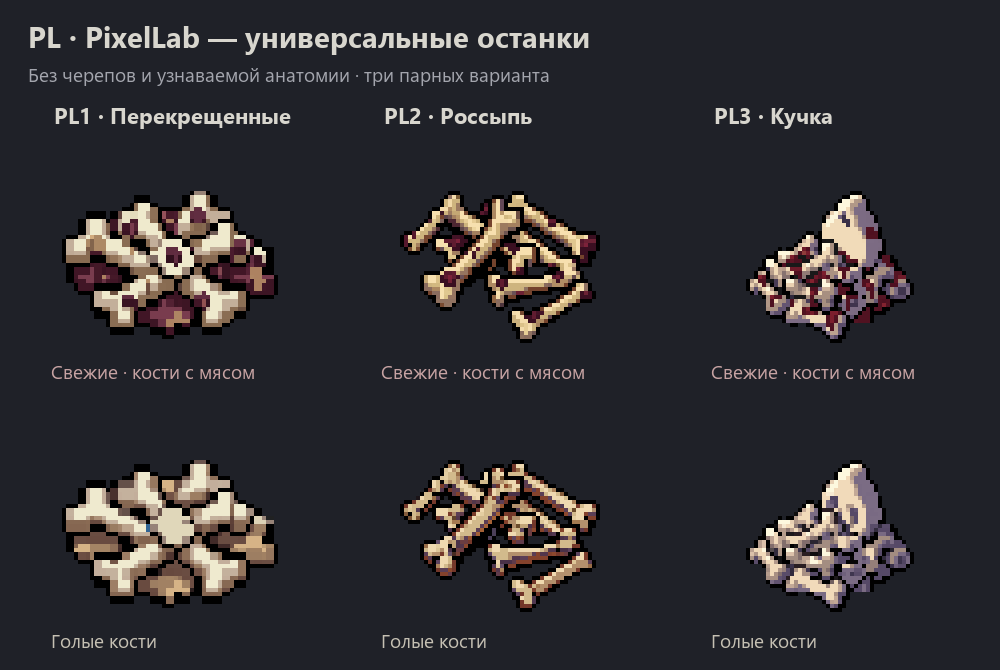 PL · PixelLab — универсальные останки
Без черепов и узнаваемой анатомии · три парных варианта
PL1 · Перекрещенные
PL2 · Россыпь
PL3 · Кучка
Свежие · кости с мясом
Свежие · кости с мясом
Свежие · кости с мясом
Голые кости
Голые кости
Голые кости